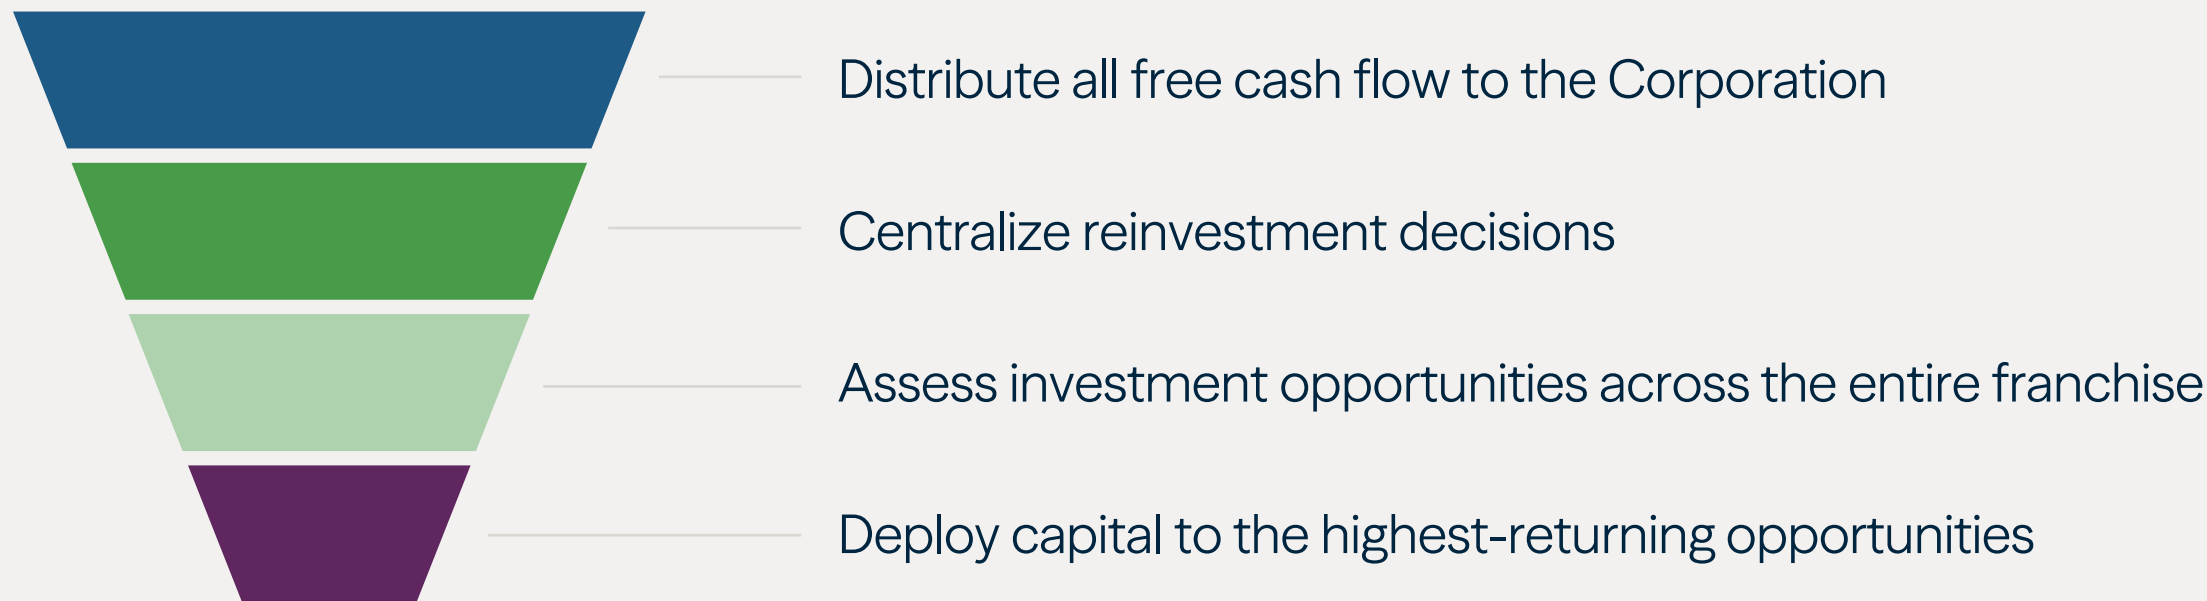 Distribute all free cash flow to the Corporation
Centralize reinvestment decisions
Assess investment opportunities across the entire franchise
Deploy capital to the highest-returning opportunities